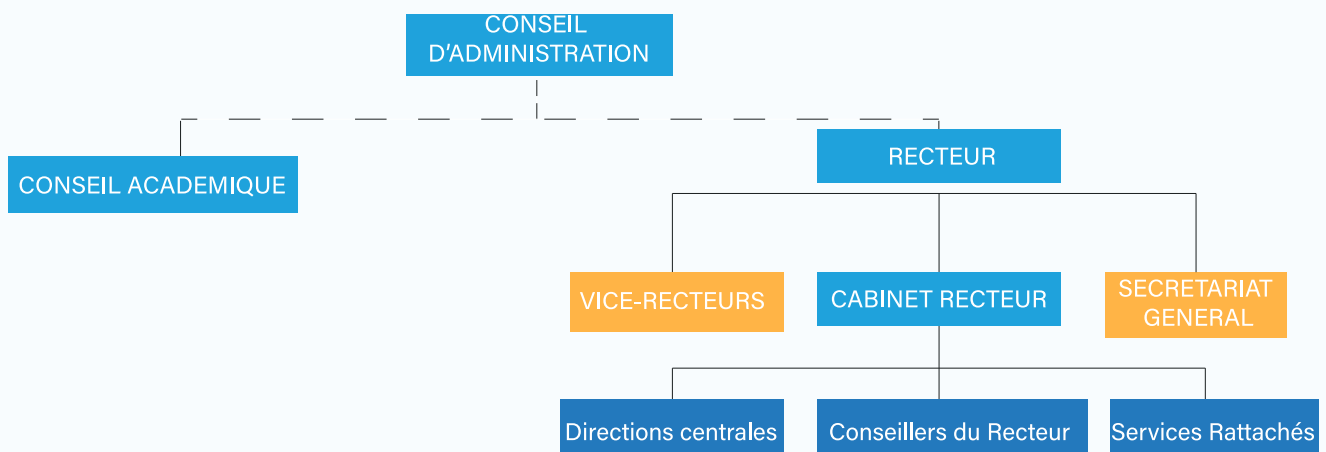 CONSEIL
D'ADMINISTRATION
CONSEIL ACADEMIQUE
RECTEUR
VICE-RECTEURS
CABINET RECTEUR
SECRETARIAT
GENERAL
Directions centrales
Conseillers du Recteur
Services Rattachés